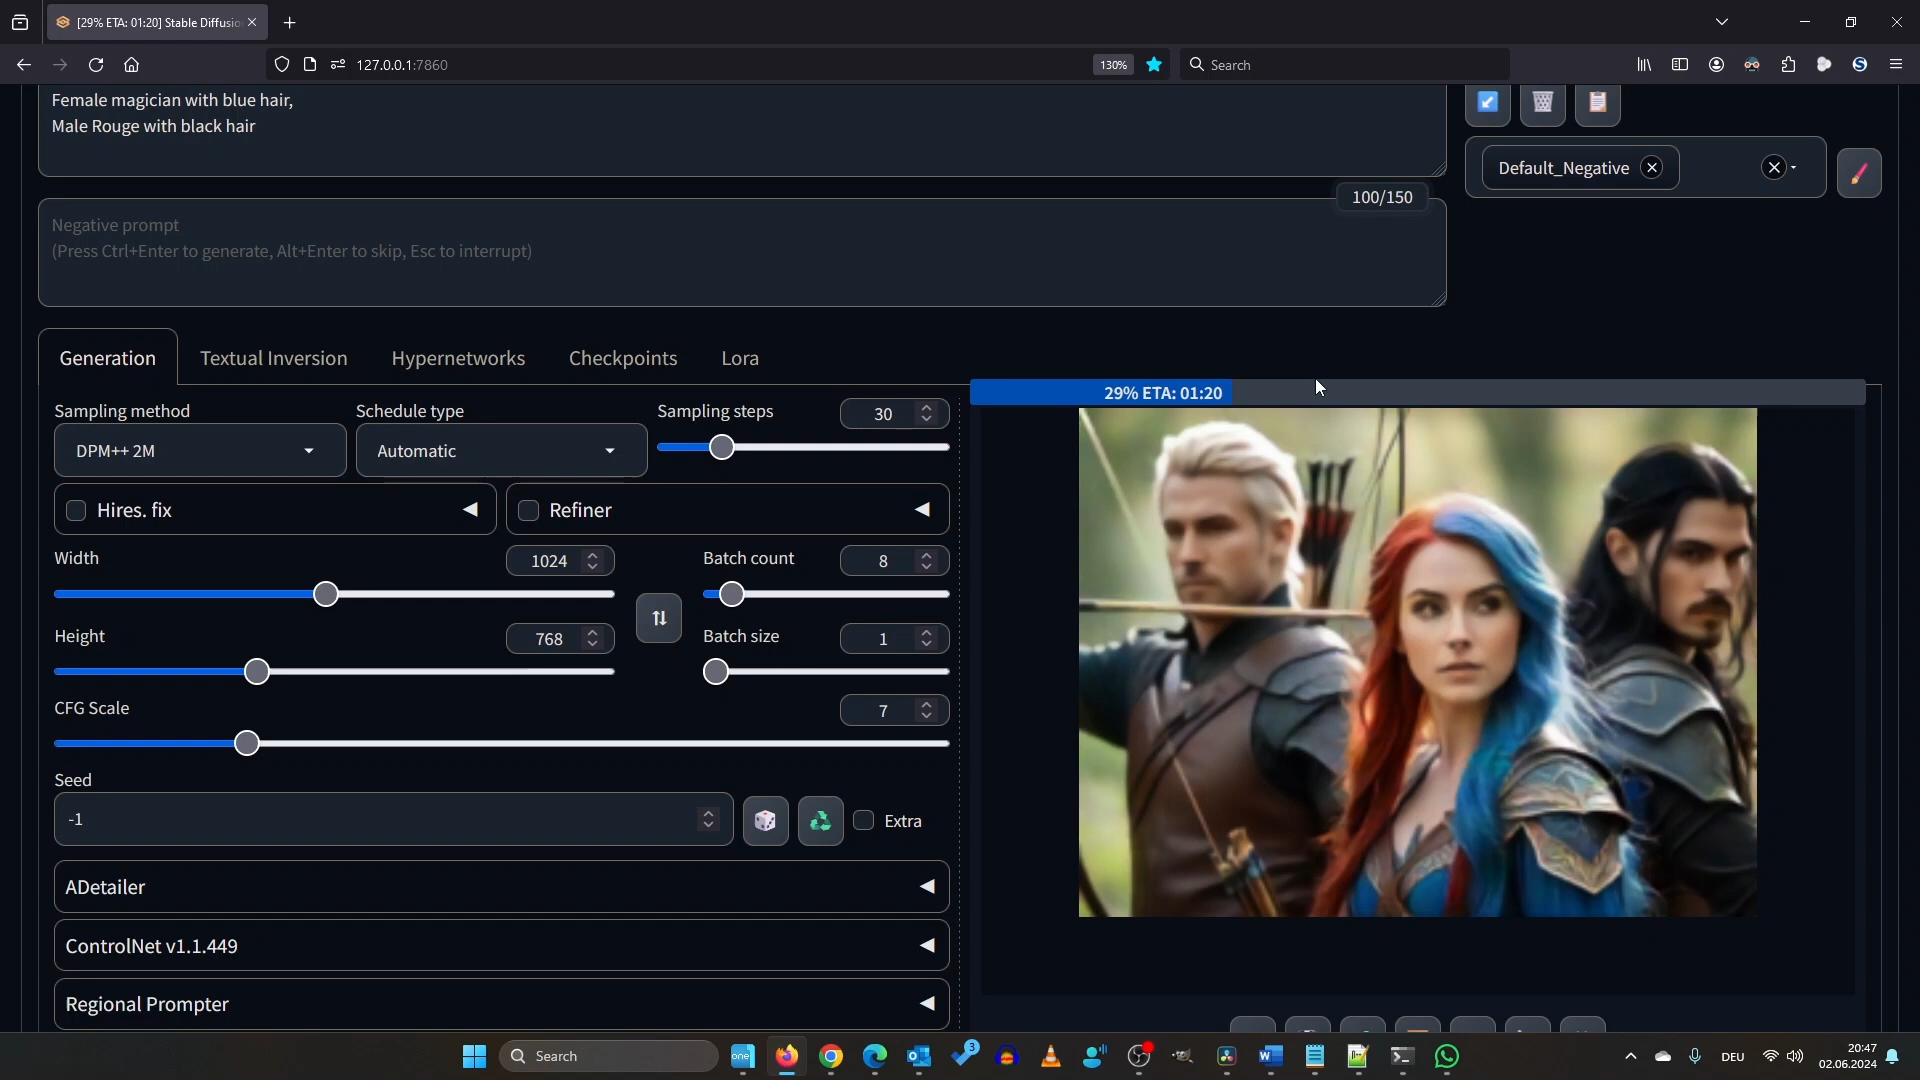 [29% ETA: 01:20] Stable Diffusio
127.0.0.1:7860
130%
Search
Female magician with blue hair,
Male Rouge with black hair
Default_Negative
100/150
Negative prompt
(Press Ctrl+Enter to generate, Alt+Enter to skip, Esc to interrupt)
Generation
Textual Inversion
Hypernetworks
Checkpoints
Lora
29% ETA: 01:20
Sampling method
Schedule type
Sampling steps
30
DPM++ 2M
Automatic
Hires. fix
Refiner
Width
1024
Batch count
8
Height
768
Batch size
1
CFG Scale
7
Seed
-1
Extra
ADetailer
ControlNet v1.1.449
Regional Prompter
Search
one
3
DEU
20:47
02.06.2024